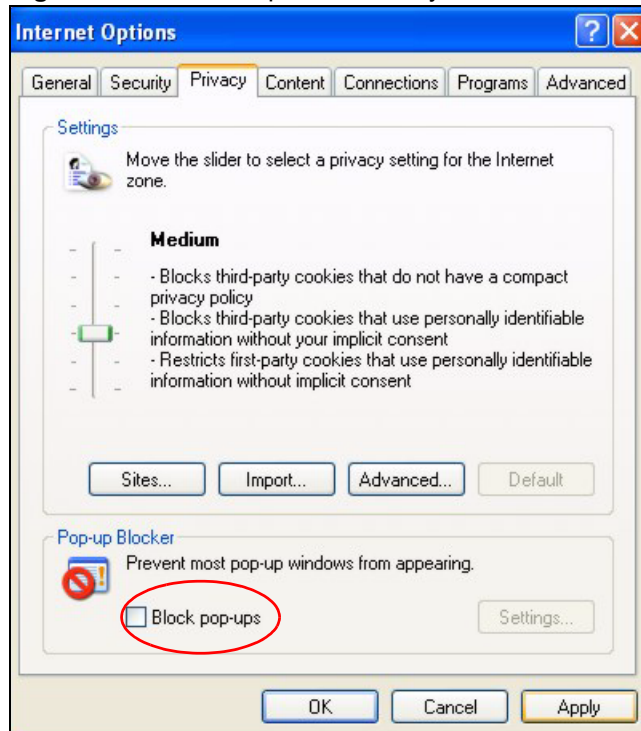 Internet Options
General Security Privacy Content Connections Programs Advanced
Settings
Move the slider to select a privacy setting for the Internet
zone.
Medium
- Blocks third-party cookies that do not have a compact
privacy policy
- Blocks third-party cookies that use personally identifiable
information without your implicit consent
- Restricts first-party cookies that use personally identifiable
information without implicit consent
Sites... Import... Advanced... Default
Pop-up Blocker
Prevent most pop-up windows from appearing.
Block pop-ups Settings...
OK Cancel Apply